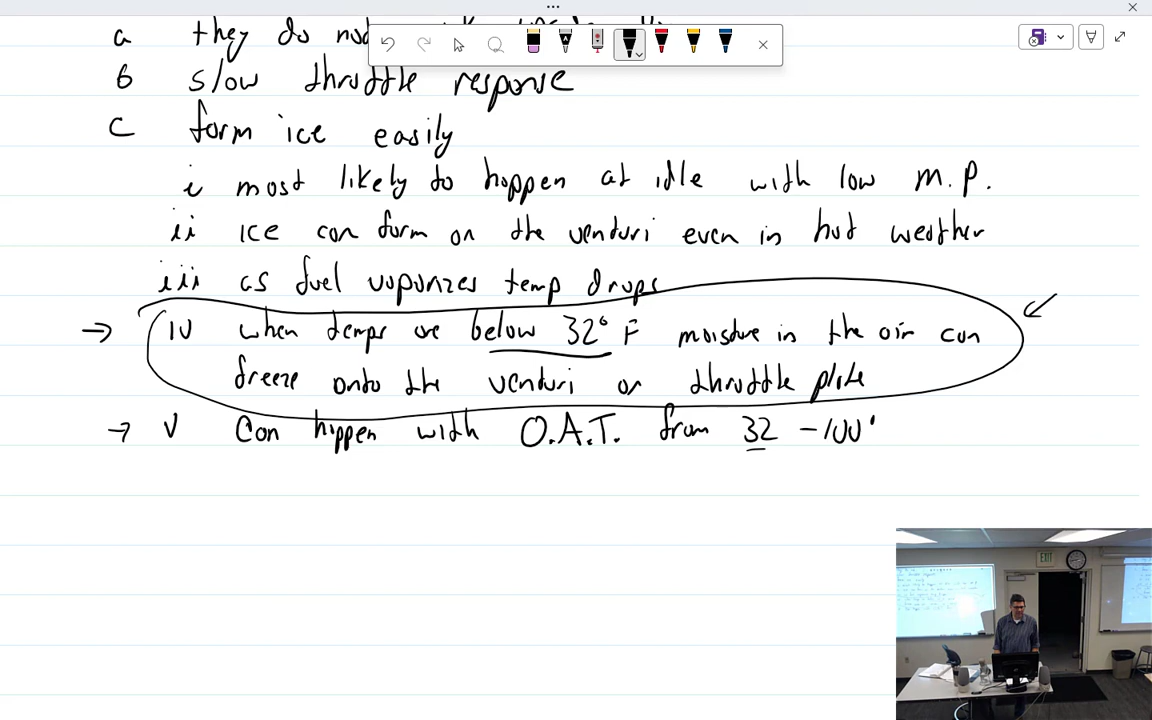 a they do not
b slow throttle response
c form ice easily
i most likely to happen at idle with low m.p.
ii ice can form on the venturi even in hot weather
iii as fuel vaporizes temp drops
→ iv when temps are below 32° F moisture in the air can
freeze onto the venturi or throttle plate
→ v Can happen with O.A.T. from 32 - 100°
EXIT